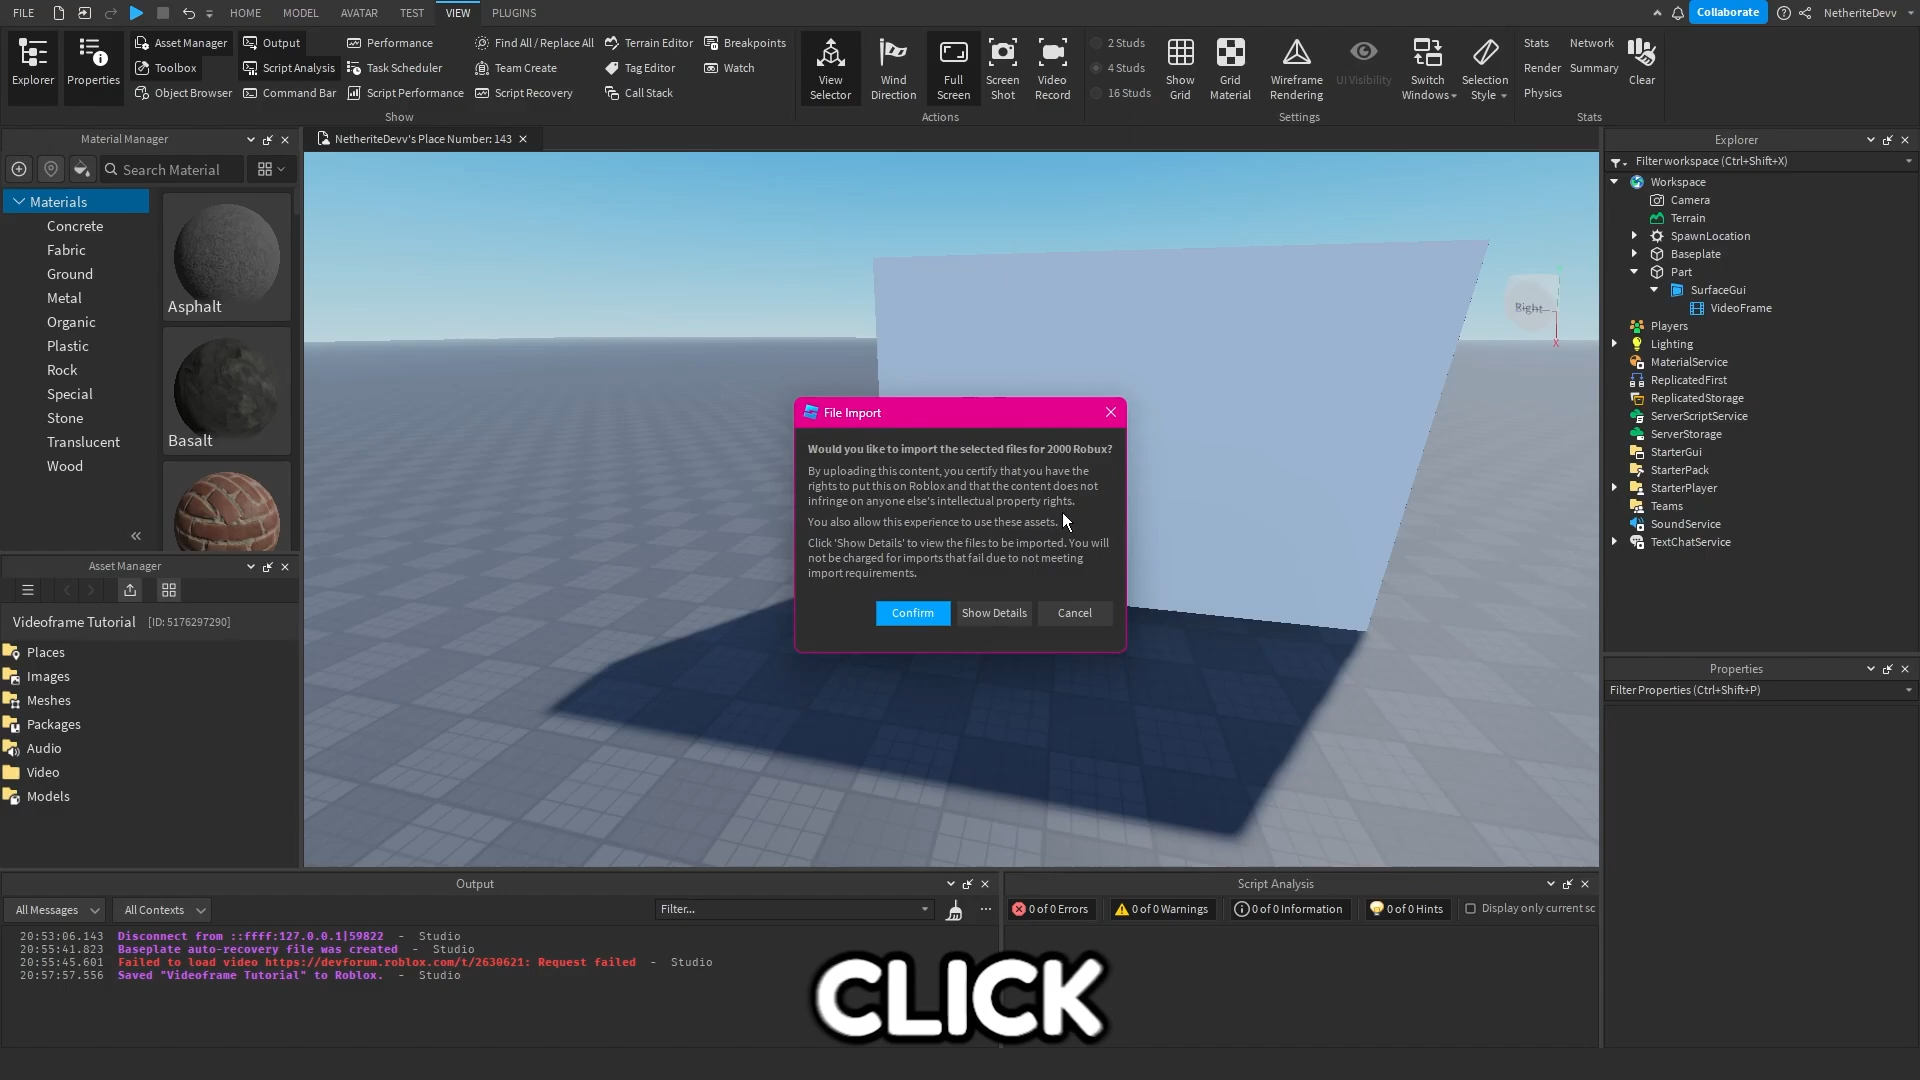 FILE HOME MODEL AVATAR TEST VIEW PLUGINS Collaborate NetheriteDevv
Explorer Properties
Asset Manager Output Performance Find All / Replace All Terrain Editor Breakpoints
Toolbox Script Analysis Task Scheduler Team Create Tag Editor Watch
Object Browser Command Bar Script Performance Script Recovery Call Stack
Show
View Selector
Wind Direction
Full Screen
Screen Shot
Video Record
Actions
2 Studs
4 Studs
16 Studs
Show Grid
Grid Material
Wireframe Rendering
UI Visibility
Switch Windows
Selection Style
Settings
Stats Network
Render Summary
Physics
Clear
Stats
Material Manager
Search Material
Materials
Concrete
Fabric
Ground
Metal
Organic
Plastic
Rock
Special
Stone
Translucent
Wood
Asphalt
Basalt
Asset Manager
Videoframe Tutorial [ID: 5176297290]
Places
Images
Meshes
Packages
Audio
Video
Models
NetheriteDevv's Place Number: 143
Right
X
File Import
Would you like to import the selected files for 2000 Robux?
By uploading this content, you certify that you have the
rights to put this on Roblox and that the content does not
infringe on anyone else's intellectual property rights.
You also allow this experience to use these assets.
Click 'Show Details' to view the files to be imported. You will
not be charged for imports that fail due to not meeting
import requirements.
Confirm Show Details Cancel
Explorer
Filter workspace (Ctrl+Shift+X)
Workspace
Camera
Terrain
SpawnLocation
Baseplate
Part
SurfaceGui
VideoFrame
Players
Lighting
MaterialService
ReplicatedFirst
ReplicatedStorage
ServerScriptService
ServerStorage
StarterGui
StarterPack
StarterPlayer
Teams
SoundService
TextChatService
Properties
Filter Properties (Ctrl+Shift+P)
Output
All Messages All Contexts Filter...
20:53:06.143 Disconnect from ::ffff:127.0.0.1|59822 - Studio
20:55:41.823 Baseplate auto-recovery file was created - Studio
20:55:45.601 Failed to load video https://devforum.roblox.com/t/2630621: Request failed - Studio
20:57:57.556 Saved "Videoframe Tutorial" to Roblox. - Studio
Script Analysis
0 of 0 Errors 0 of 0 Warnings 0 of 0 Information 0 of 0 Hints Display only current sc
CLICK